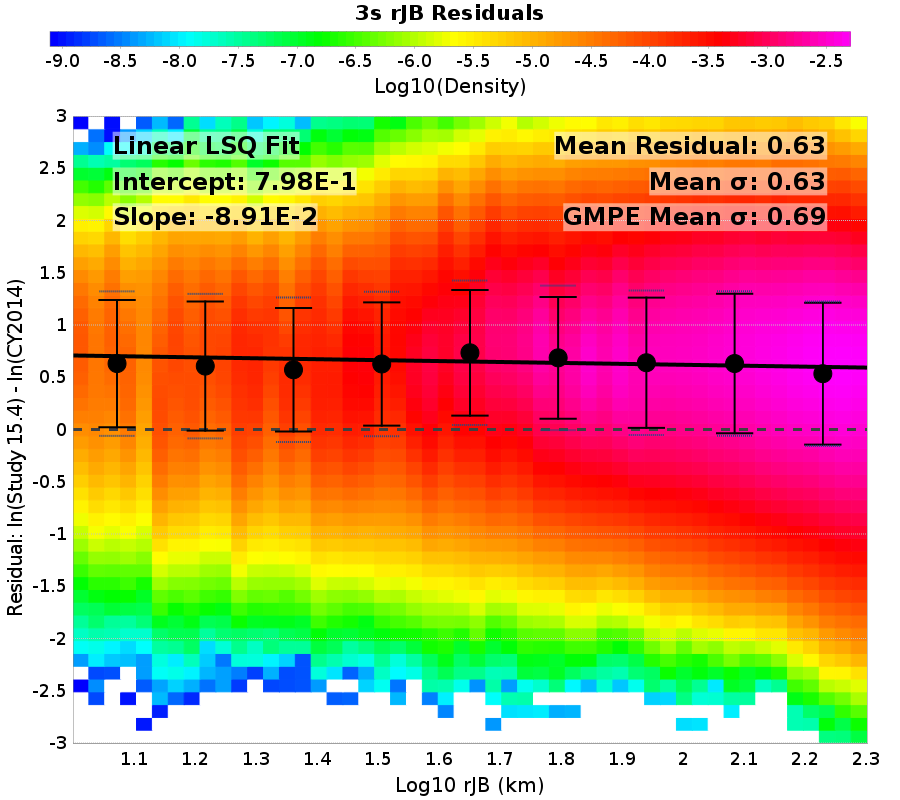 3s rJB Residuals
-9.0 -8.5 -8.0 -7.5 -7.0 -6.5 -6.0 -5.5 -5.0 -4.5 -4.0 -3.5 -3.0 -2.5
Log10(Density)
Linear LSQ Fit
Intercept: 7.98E-1
Slope: -8.91E-2
Mean Residual: 0.63
Mean σ: 0.63
GMPE Mean σ: 0.69
Residual: ln(Study 15.4) - ln(CY2014)
3
2.5
2
1.5
1
0.5
0
-0.5
-1
-1.5
-2
-2.5
-3
1.1 1.2 1.3 1.4 1.5 1.6 1.7 1.8 1.9 2 2.1 2.2 2.3
Log10 rJB (km)